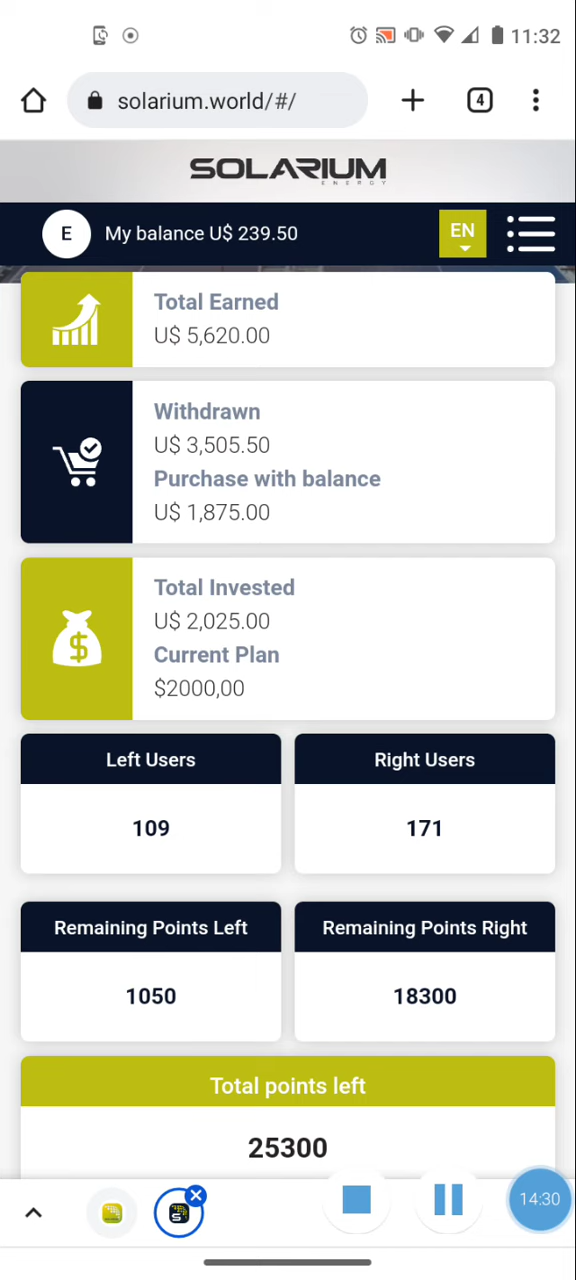 11:32
solarium.world/#/
4
SOLARIUM
ENERGY
E
My balance U$ 239.50
EN
Total Earned
U$ 5,620.00
Withdrawn
U$ 3,505.50
Purchase with balance
U$ 1,875.00
$
Total Invested
U$ 2,025.00
Current Plan
$2000,00
Left Users
Right Users
109
171
Remaining Points Left
Remaining Points Right
1050
18300
Total points left
25300
S
14:30